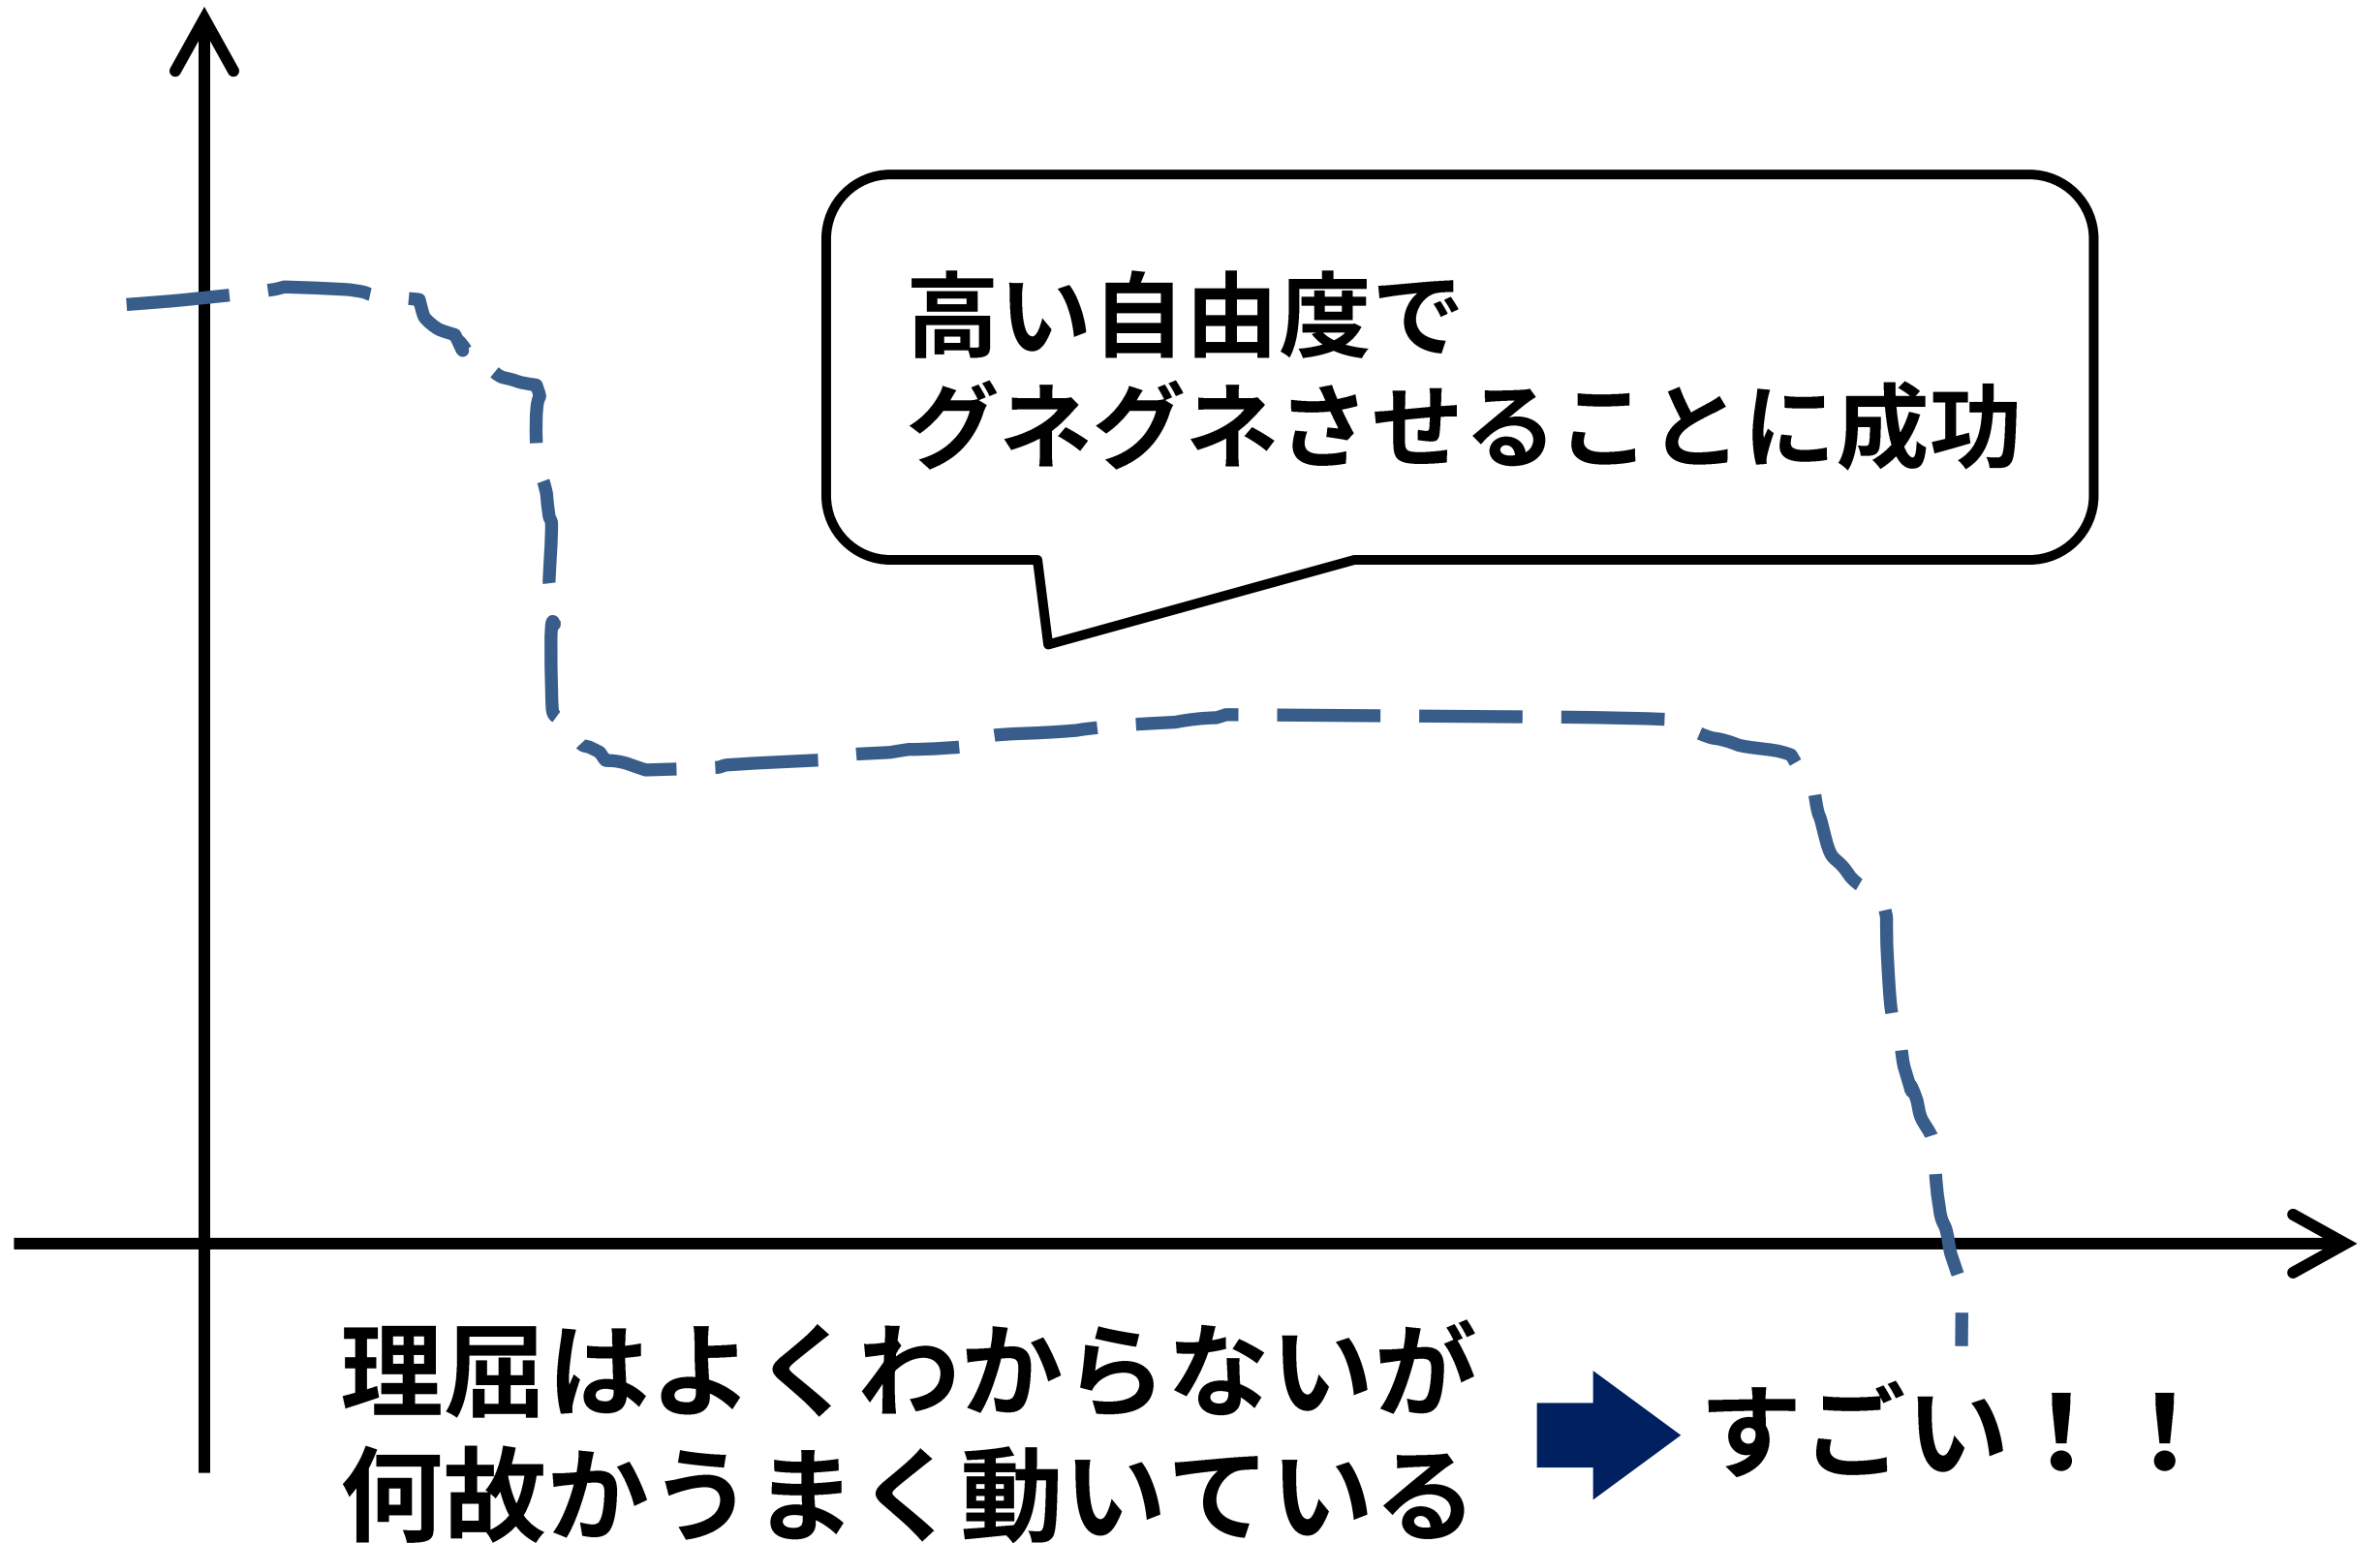 高い自由度で
グネグネさせることに成功
理屈はよくわからないが
何故かうまく動いている
すごい！！